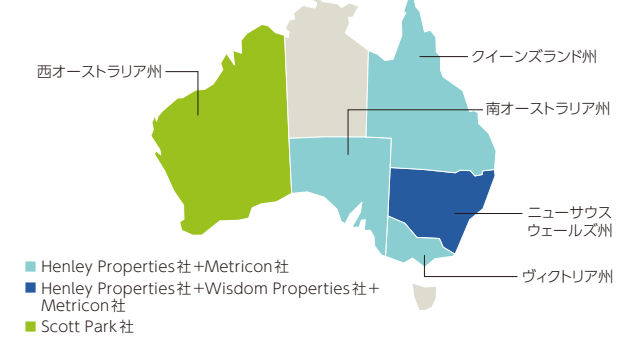 西オーストラリア州
クイーンズランド州
南オーストラリア州
ニューサウス
ウェールズ州
ヴィクトリア州
Henley Properties社＋Metricon社
Henley Properties社＋Wisdom Properties社＋
Metricon社
Scott Park社